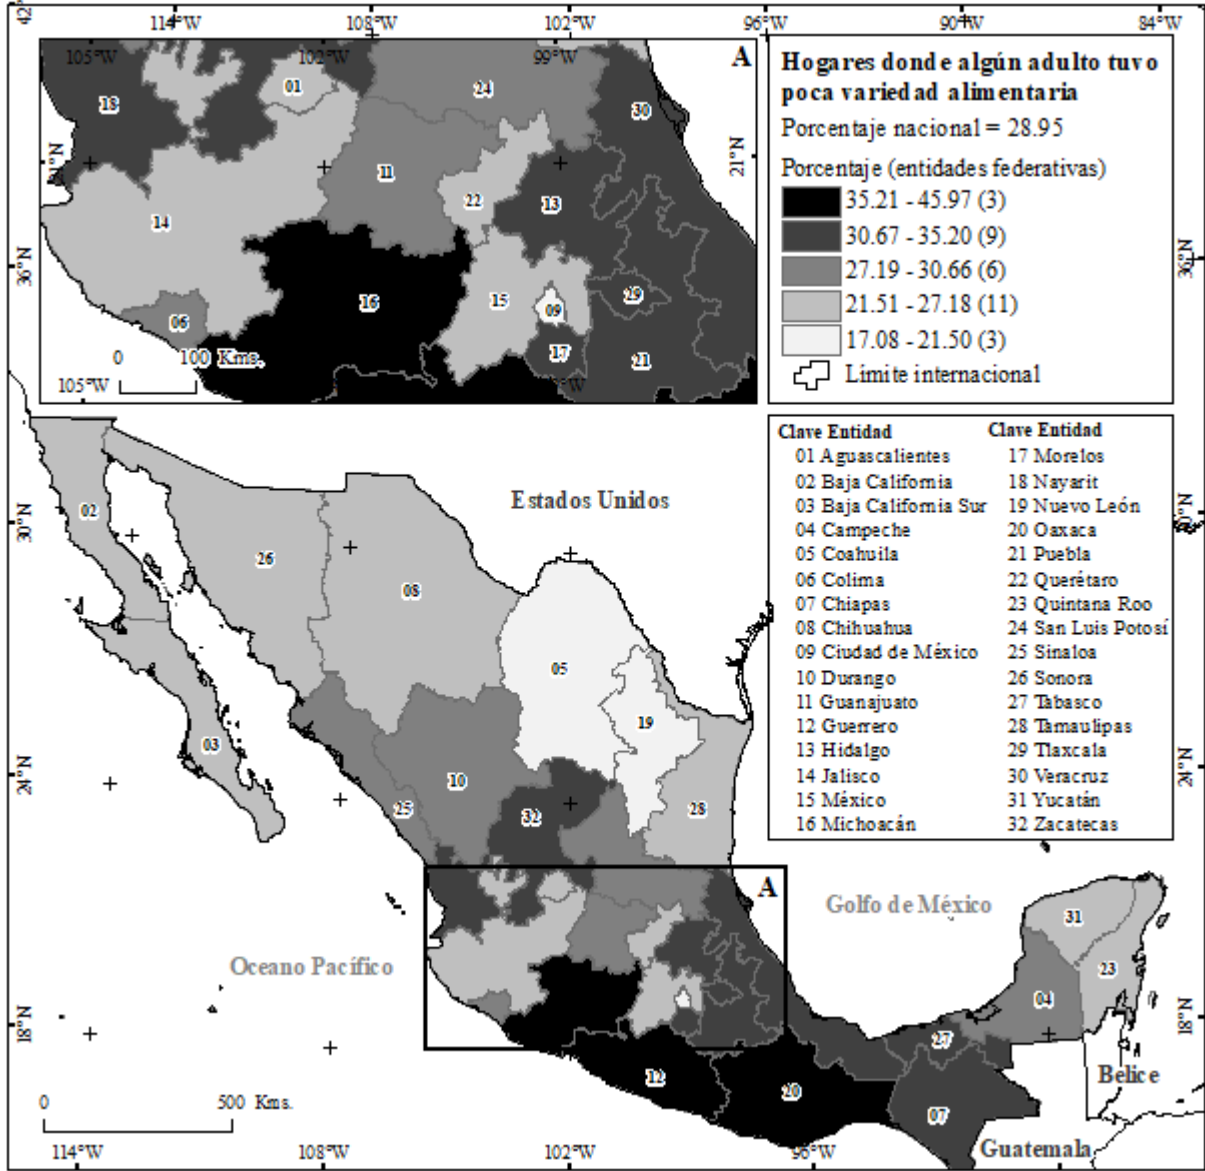 42°
114°W
108°W
102°W
96°W
90°W
84°W
105°W
102°W
99°W
A
01
24
18
30
21°N
21°N
11
22
13
14
16
15
09
29
06
17
21
0 100 Kms.
105°W
°W
36°N
36°N
Hogares donde algún adulto tuvo
poca variedad alimentaria
Porcentaje nacional = 28.95
Porcentaje (entidades federativas)
35.21 - 45.97 (3)
30.67 - 35.20 (9)
27.19 - 30.66 (6)
21.51 - 27.18 (11)
17.08 - 21.50 (3)
Limite internacional
Clave Entidad
01 Aguascalientes
02 Baja California
03 Baja California Sur
04 Campeche
05 Coahuila
06 Colima
07 Chiapas
08 Chihuahua
09 Ciudad de México
10 Durango
11 Guanajuato
12 Guerrero
13 Hidalgo
14 Jalisco
15 México
16 Michoacán
Clave Entidad
17 Morelos
18 Nayarit
19 Nuevo León
20 Oaxaca
21 Puebla
22 Querétaro
23 Quintana Roo
24 San Luis Potosí
25 Sinaloa
26 Sonora
27 Tabasco
28 Tamaulipas
29 Tlaxcala
30 Veracruz
31 Yucatán
32 Zacatecas
Estados Unidos
30°N
30°N
02
26
08
05
19
03
24°N
24°N
10
25
32
28
A
Golfo de México
31
23
Oceano Pacífico
04
18°N
18°N
27
12
20
07
Belice
Guatemala
0 500 Kms.
114°W
108°W
102°W
96°W